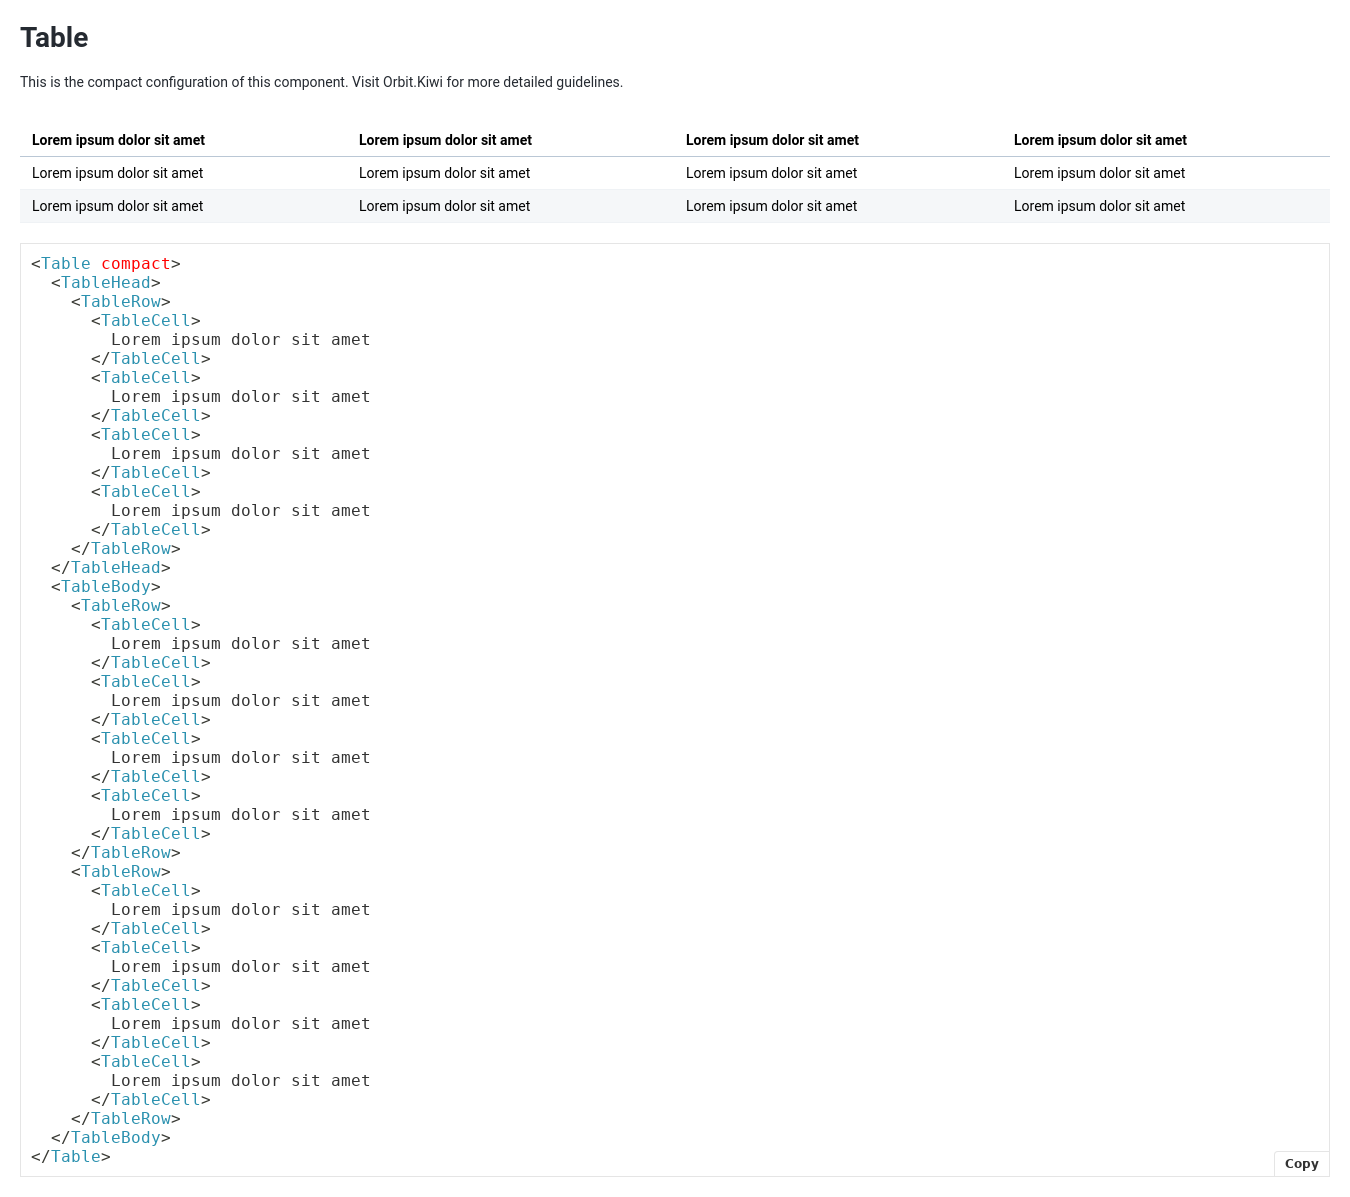 Table
This is the compact configuration of this component. Visit Orbit.Kiwi for more detailed guidelines.
Lorem ipsum dolor sit amet Lorem ipsum dolor sit amet Lorem ipsum dolor sit amet Lorem ipsum dolor sit amet
Lorem ipsum dolor sit amet Lorem ipsum dolor sit amet Lorem ipsum dolor sit amet Lorem ipsum dolor sit amet
Lorem ipsum dolor sit amet Lorem ipsum dolor sit amet Lorem ipsum dolor sit amet Lorem ipsum dolor sit amet
<Table compact>
  <TableHead>
    <TableRow>
      <TableCell>
        Lorem ipsum dolor sit amet
      </TableCell>
      <TableCell>
        Lorem ipsum dolor sit amet
      </TableCell>
      <TableCell>
        Lorem ipsum dolor sit amet
      </TableCell>
      <TableCell>
        Lorem ipsum dolor sit amet
      </TableCell>
    </TableRow>
  </TableHead>
  <TableBody>
    <TableRow>
      <TableCell>
        Lorem ipsum dolor sit amet
      </TableCell>
      <TableCell>
        Lorem ipsum dolor sit amet
      </TableCell>
      <TableCell>
        Lorem ipsum dolor sit amet
      </TableCell>
      <TableCell>
        Lorem ipsum dolor sit amet
      </TableCell>
    </TableRow>
    <TableRow>
      <TableCell>
        Lorem ipsum dolor sit amet
      </TableCell>
      <TableCell>
        Lorem ipsum dolor sit amet
      </TableCell>
      <TableCell>
        Lorem ipsum dolor sit amet
      </TableCell>
      <TableCell>
        Lorem ipsum dolor sit amet
      </TableCell>
    </TableRow>
  </TableBody>
</Table>
Copy